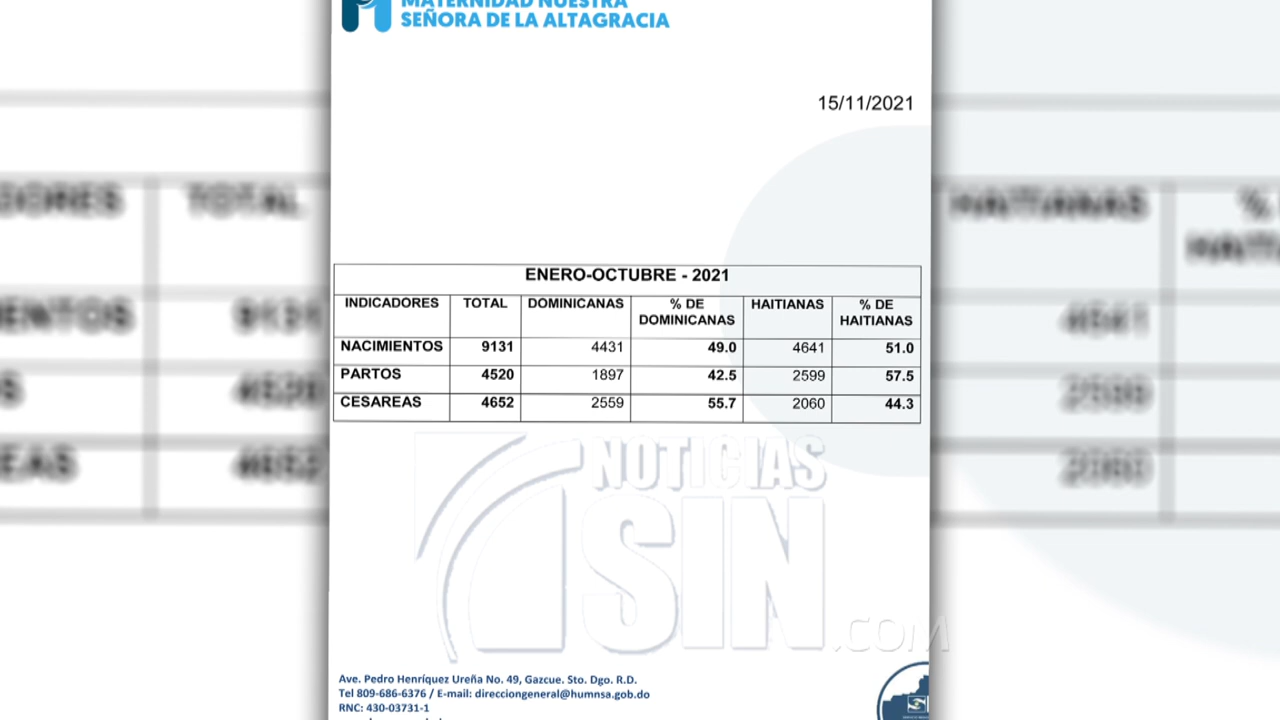 MATERNIDAD NUESTRA
SEÑORA DE LA ALTAGRACIA
15/11/2021
ENERO-OCTUBRE - 2021
INDICADORES TOTAL DOMINICANAS % DE DOMINICANAS HAITIANAS % DE HAITIANAS
NACIMIENTOS 9131 4431 49.0 4641 51.0
PARTOS 4520 1897 42.5 2599 57.5
CESAREAS 4652 2559 55.7 2060 44.3
NOTICIAS
SIN
.COM
Ave. Pedro Henríquez Ureña No. 49, Gazcue. Sto. Dgo. R.D.
Tel 809-686-6376 / E-mail: direcciongeneral@humnsa.gob.do
RNC: 430-03731-1